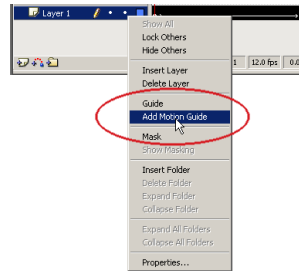 Layer 1
Show All
Lock Others
Hide Others
1 12.0 fps 0.0
Insert Layer
Delete Layer
Guide
Add Motion Guide
Mask
Show Masking
Insert Folder
Delete Folder
Expand Folder
Collapse Folder
Expand All Folders
Collapse All Folders
Properties...